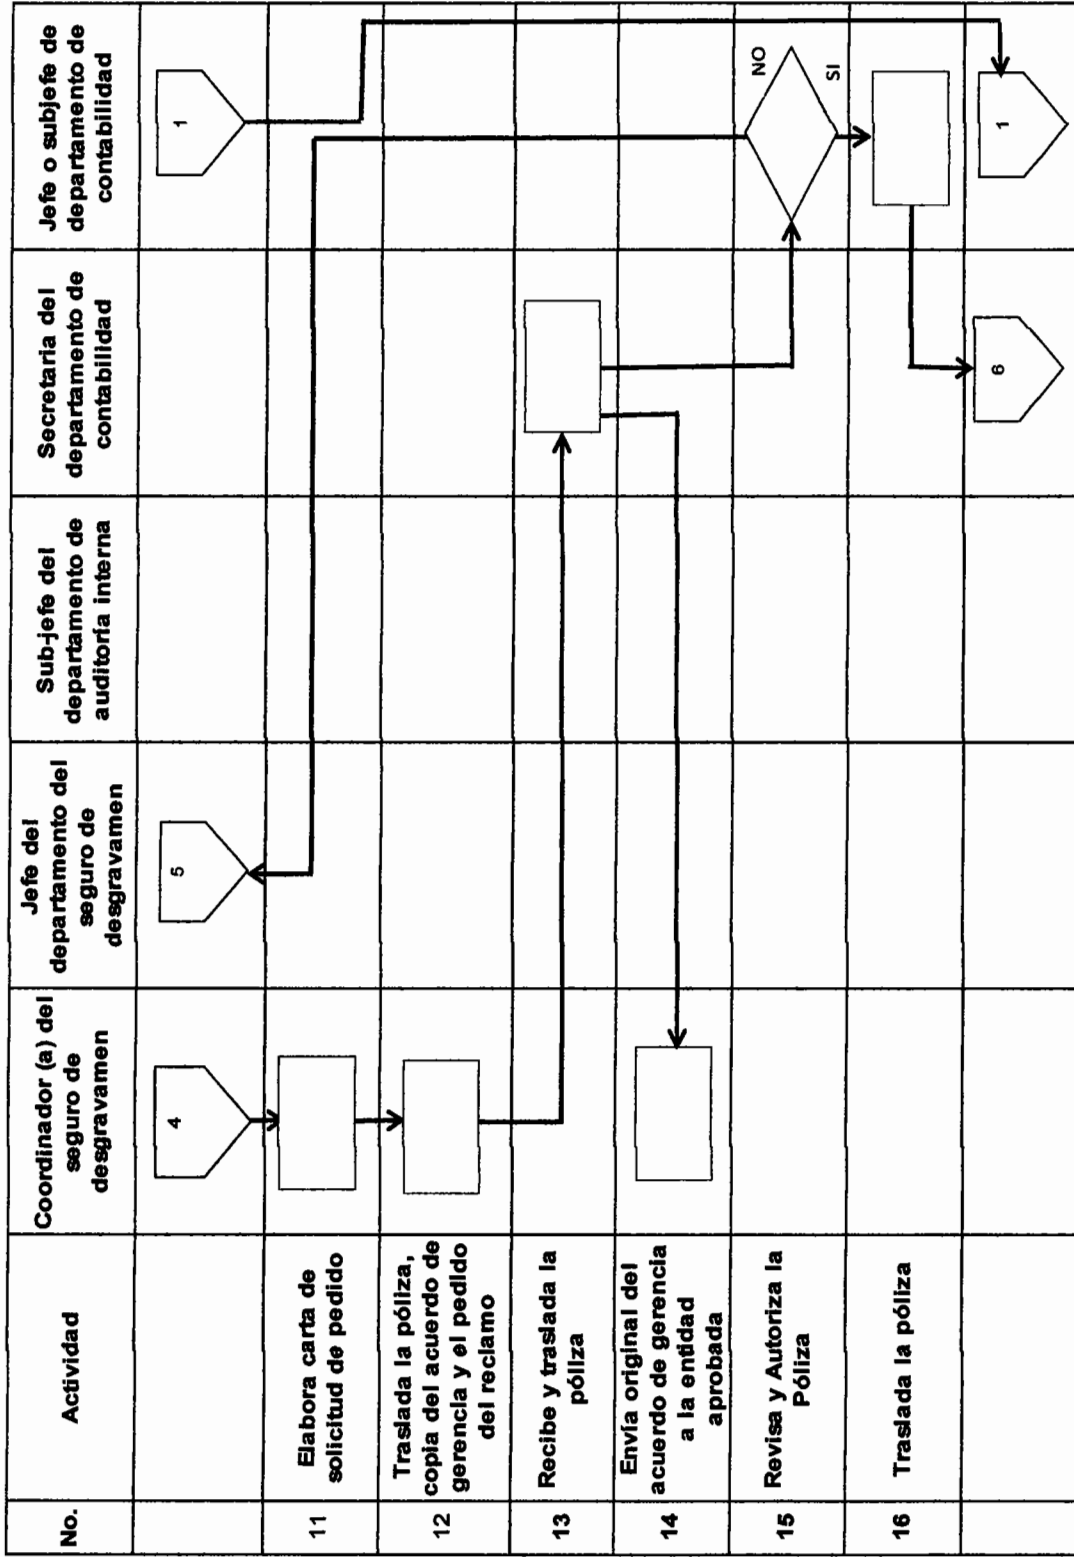 No.
Actividad
Coordinador (a) del
seguro de
desgravamen
Jefe del
departamento del
seguro de
desgravamen
Sub-jefe del
departamento de
auditoría interna
Secretaria del
departamento de
contabilidad
Jefe o subjefe de
departamento de
contabilidad
4
5
1
11
Elabora carta de
solicitud de pedido
12
Traslada la póliza,
copia del acuerdo de
gerencia y el pedido
del reclamo
13
Recibe y traslada la
póliza
14
Envía original del
acuerdo de gerencia
a la entidad
aprobada
15
Revisa y Autoriza la
Póliza
NO
SI
16
Traslada la póliza
6
1